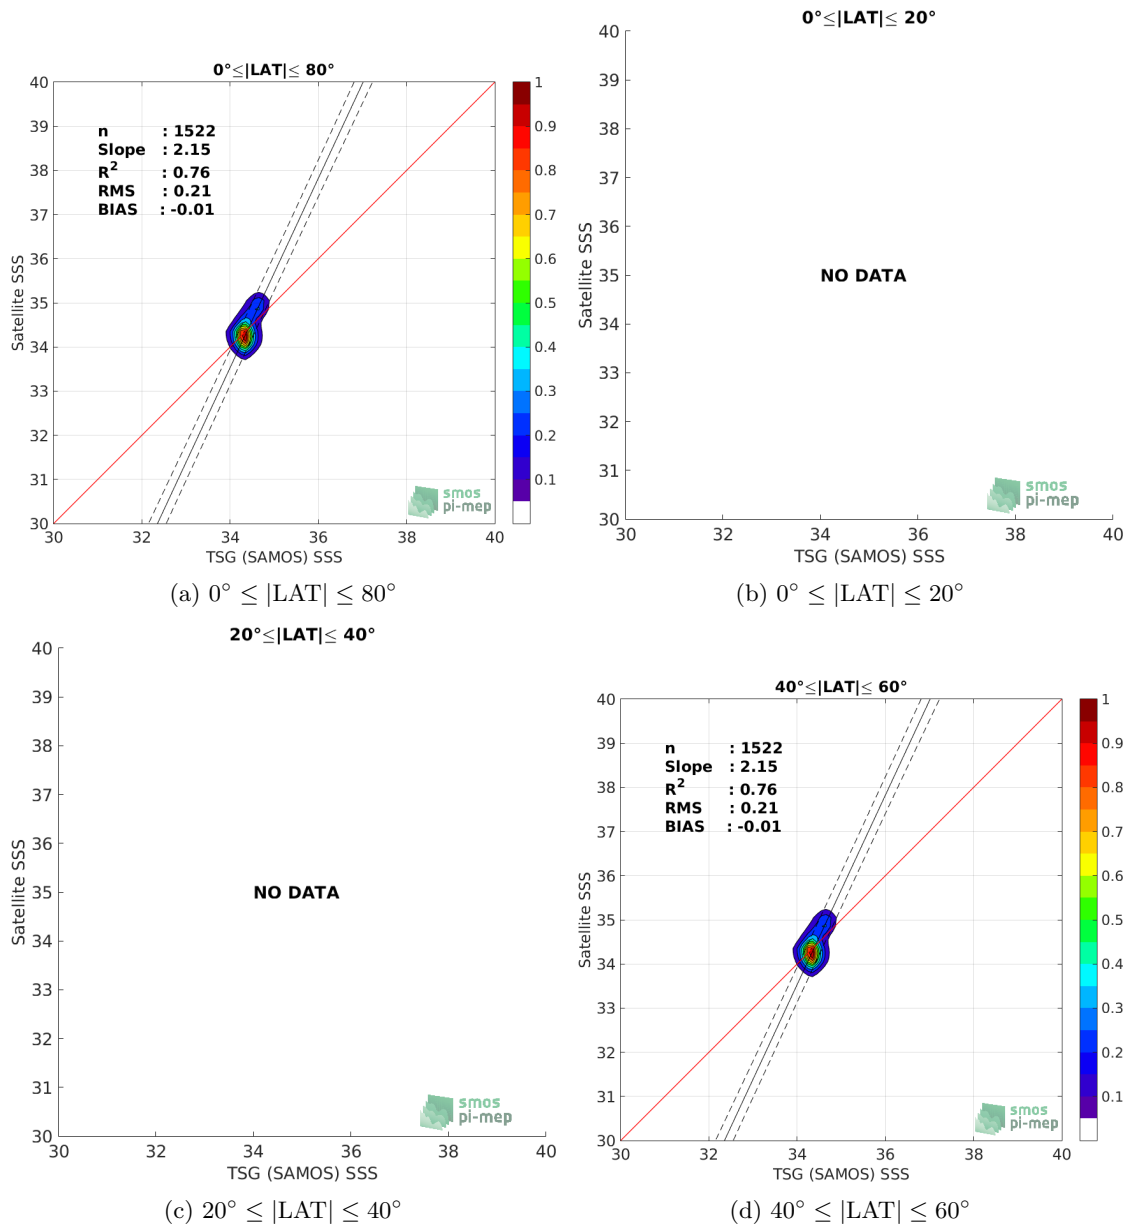 0°≤|LAT|≤ 80°
40
39
38
37
36
35
34
33
32
31
30
n : 1522
Slope : 2.15
R² : 0.76
RMS : 0.21
BIAS : -0.01
1
0.9
0.8
0.7
0.6
0.5
0.4
0.3
0.2
0.1
Satellite SSS
smos
pi-mep
30 32 34 36 38 40
TSG (SAMOS) SSS
(a) 0° ≤ |LAT| ≤ 80°
0°≤|LAT|≤ 20°
40
39
38
37
36
35
34
33
32
31
30
Satellite SSS
NO DATA
smos
pi-mep
30 32 34 36 38 40
TSG (SAMOS) SSS
(b) 0° ≤ |LAT| ≤ 20°
20°≤|LAT|≤ 40°
40
39
38
37
36
35
34
33
32
31
30
Satellite SSS
NO DATA
smos
pi-mep
30 32 34 36 38 40
TSG (SAMOS) SSS
(c) 20° ≤ |LAT| ≤ 40°
40°≤|LAT|≤ 60°
40
39
38
37
36
35
34
33
32
31
30
n : 1522
Slope : 2.15
R² : 0.76
RMS : 0.21
BIAS : -0.01
1
0.9
0.8
0.7
0.6
0.5
0.4
0.3
0.2
0.1
Satellite SSS
smos
pi-mep
30 32 34 36 38 40
TSG (SAMOS) SSS
(d) 40° ≤ |LAT| ≤ 60°